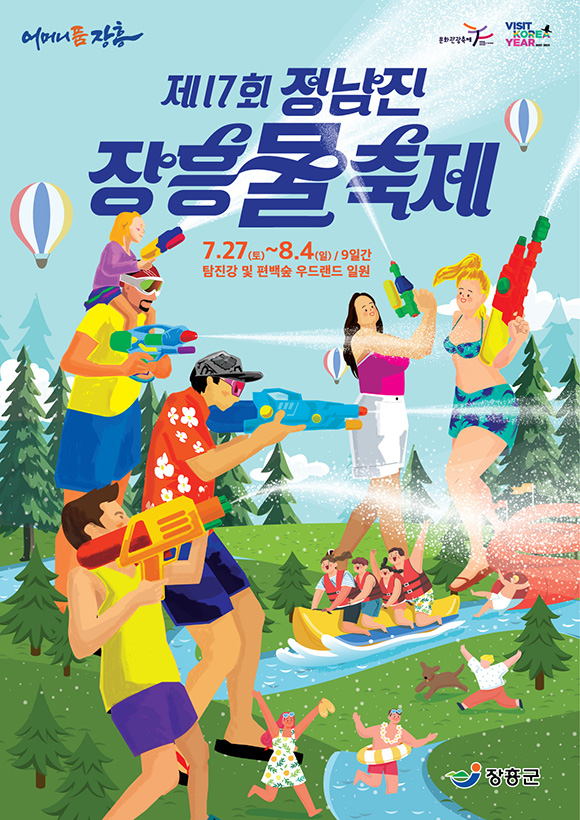 어머니품장흥
문화관광축제
VISIT
KOREA
YEAR
제17회 정남진
장흥물축제
7.27(토)~8.4(일) / 9일간
탐진강 및 편백숲 우드랜드 일원
장흥군